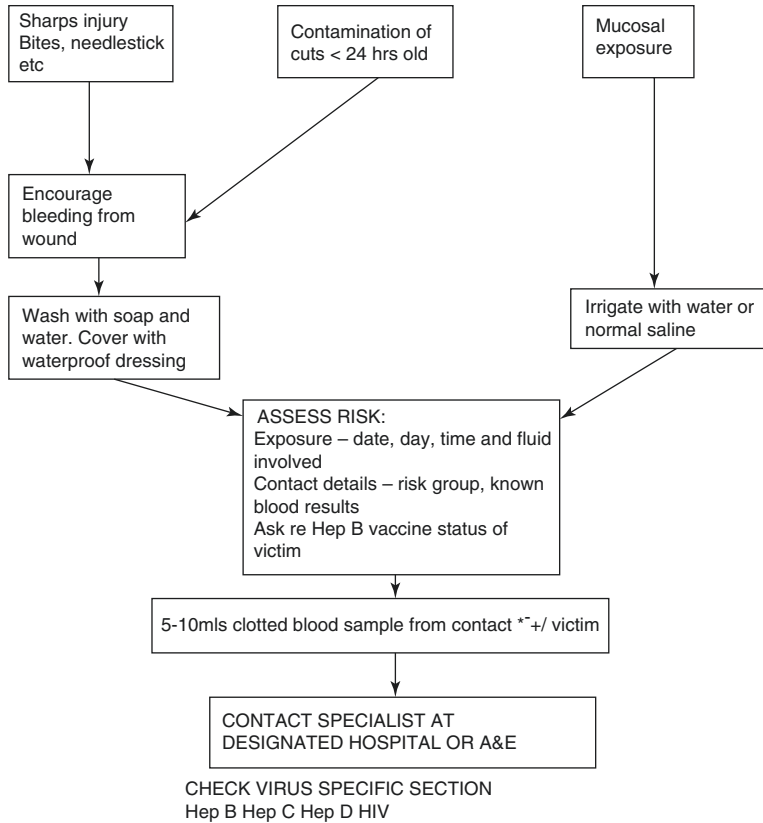 Sharps injury
Bites, needlestick
etc
Contamination of
cuts < 24 hrs old
Mucosal
exposure
Encourage
bleeding from
wound
Wash with soap and
water. Cover with
waterproof dressing
Irrigate with water or
normal saline
ASSESS RISK:
Exposure – date, day, time and fluid
involved
Contact details – risk group, known
blood results
Ask re Hep B vaccine status of
victim
5-10mls clotted blood sample from contact *-+/ victim
CONTACT SPECIALIST AT
DESIGNATED HOSPITAL OR A&E
CHECK VIRUS SPECIFIC SECTION
Hep B Hep C Hep D HIV